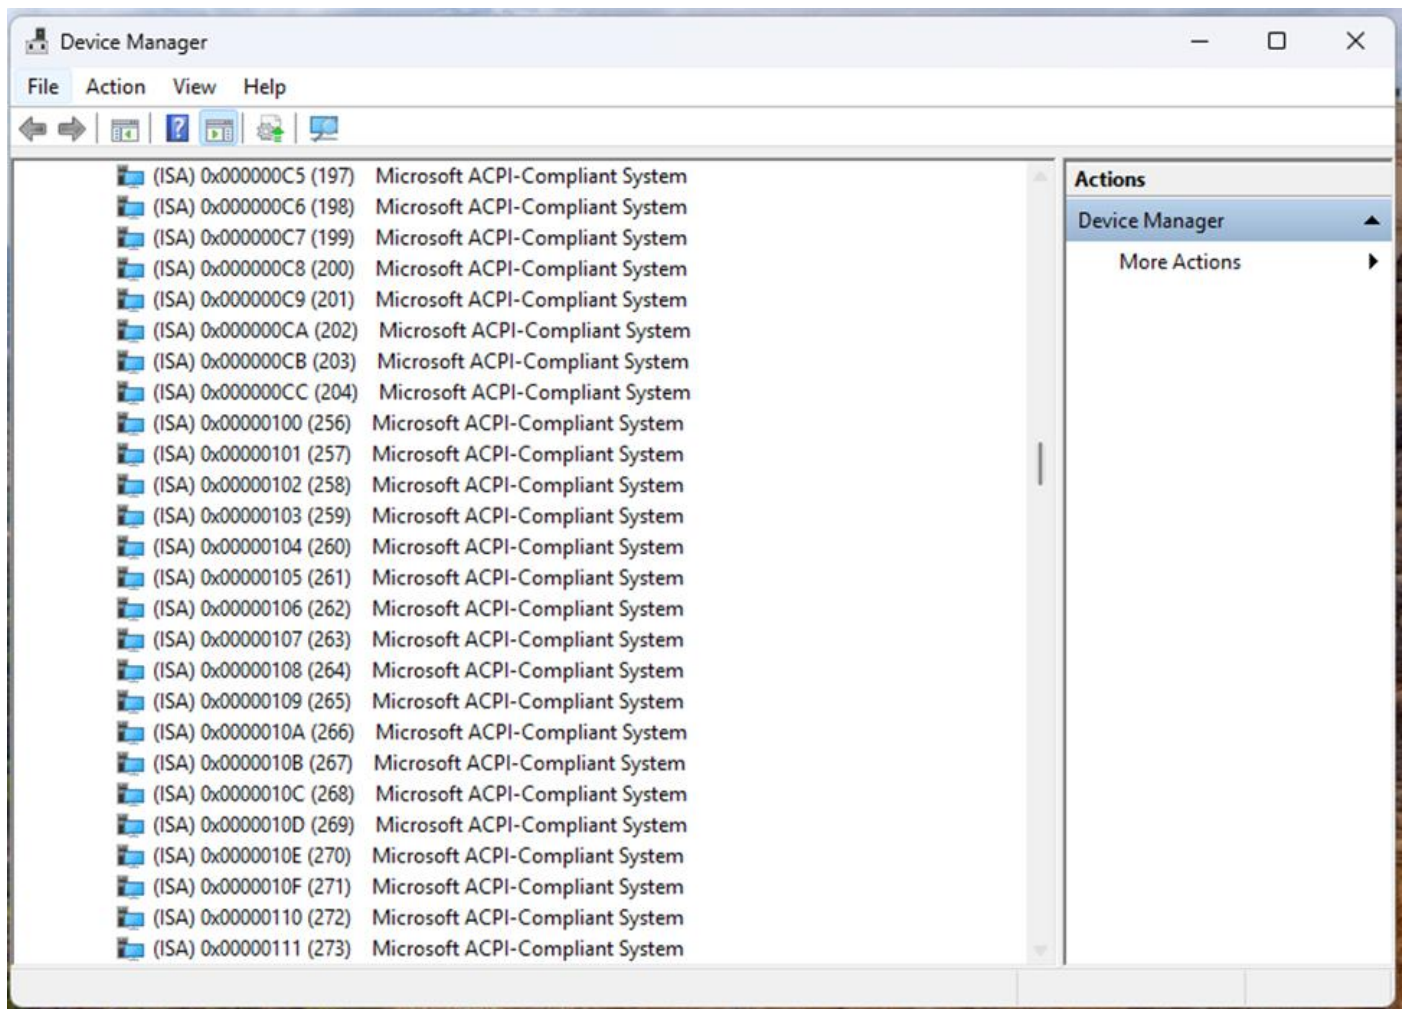 Device Manager
File Action View Help
(ISA) 0x000000C5 (197) Microsoft ACPI-Compliant System
(ISA) 0x000000C6 (198) Microsoft ACPI-Compliant System
(ISA) 0x000000C7 (199) Microsoft ACPI-Compliant System
(ISA) 0x000000C8 (200) Microsoft ACPI-Compliant System
(ISA) 0x000000C9 (201) Microsoft ACPI-Compliant System
(ISA) 0x000000CA (202) Microsoft ACPI-Compliant System
(ISA) 0x000000CB (203) Microsoft ACPI-Compliant System
(ISA) 0x000000CC (204) Microsoft ACPI-Compliant System
(ISA) 0x00000100 (256) Microsoft ACPI-Compliant System
(ISA) 0x00000101 (257) Microsoft ACPI-Compliant System
(ISA) 0x00000102 (258) Microsoft ACPI-Compliant System
(ISA) 0x00000103 (259) Microsoft ACPI-Compliant System
(ISA) 0x00000104 (260) Microsoft ACPI-Compliant System
(ISA) 0x00000105 (261) Microsoft ACPI-Compliant System
(ISA) 0x00000106 (262) Microsoft ACPI-Compliant System
(ISA) 0x00000107 (263) Microsoft ACPI-Compliant System
(ISA) 0x00000108 (264) Microsoft ACPI-Compliant System
(ISA) 0x00000109 (265) Microsoft ACPI-Compliant System
(ISA) 0x0000010A (266) Microsoft ACPI-Compliant System
(ISA) 0x0000010B (267) Microsoft ACPI-Compliant System
(ISA) 0x0000010C (268) Microsoft ACPI-Compliant System
(ISA) 0x0000010D (269) Microsoft ACPI-Compliant System
(ISA) 0x0000010E (270) Microsoft ACPI-Compliant System
(ISA) 0x0000010F (271) Microsoft ACPI-Compliant System
(ISA) 0x00000110 (272) Microsoft ACPI-Compliant System
(ISA) 0x00000111 (273) Microsoft ACPI-Compliant System
Actions
Device Manager
More Actions